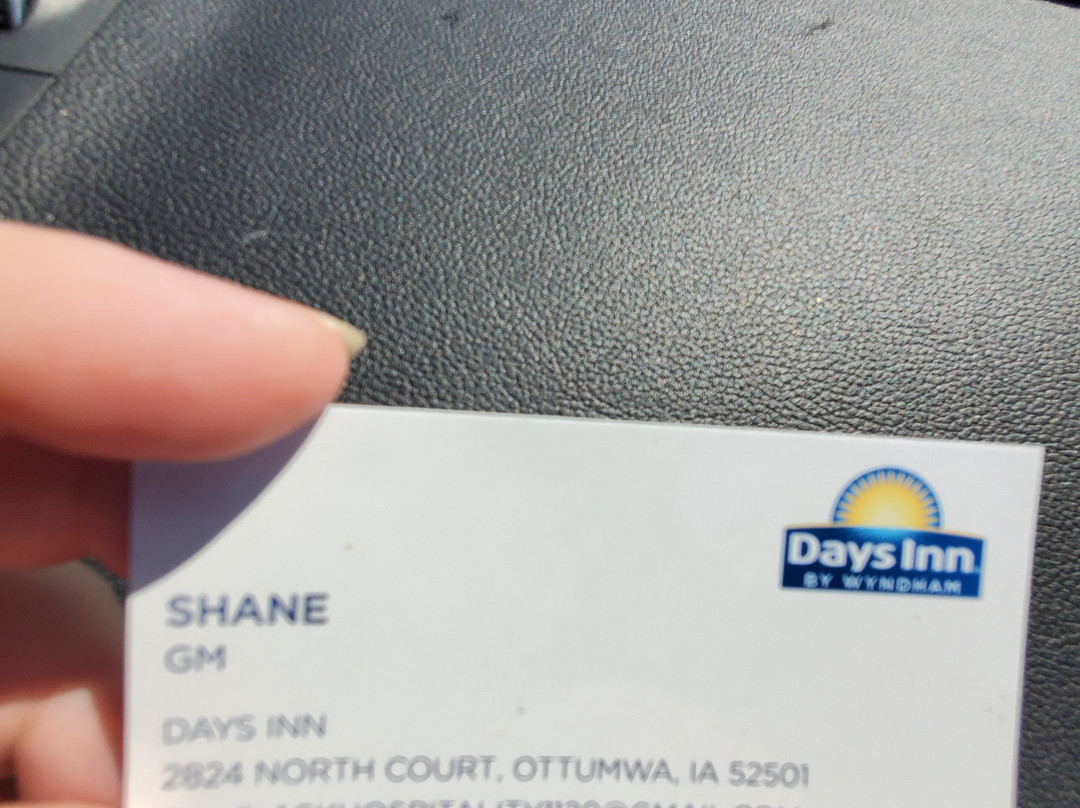 Days Inn
BY WYNDHAM
SHANE
GM
DAYS INN
2824 NORTH COURT, OTTUMWA, IA 52501